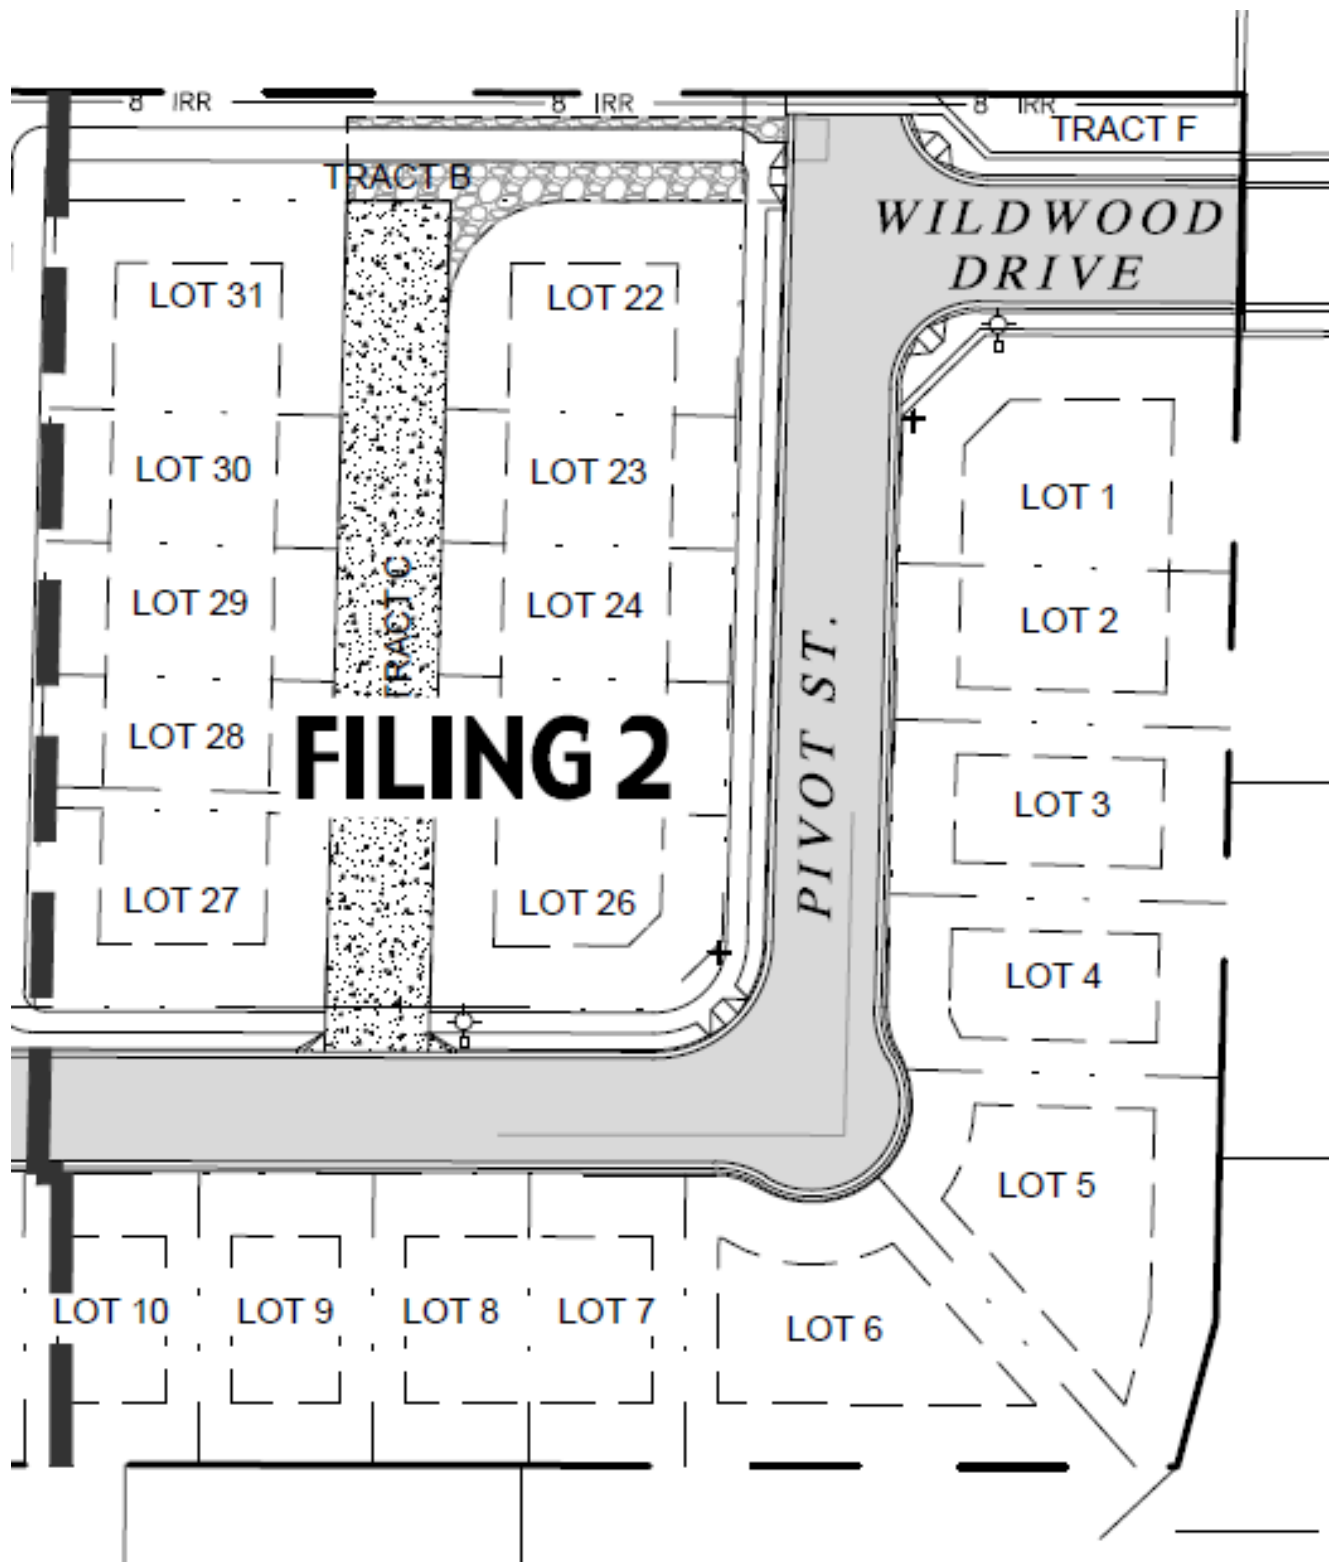 8" IRR
8" IRR
8" IRR
TRACT F
TRACT B
WILDWOOD
DRIVE
LOT 31
LOT 22
LOT 30
LOT 23
LOT 1
LOT 29
LOT 24
TRACT C
LOT 2
PIVOT ST.
LOT 28
FILING 2
LOT 3
LOT 27
LOT 26
LOT 4
LOT 5
LOT 10
LOT 9
LOT 8
LOT 7
LOT 6